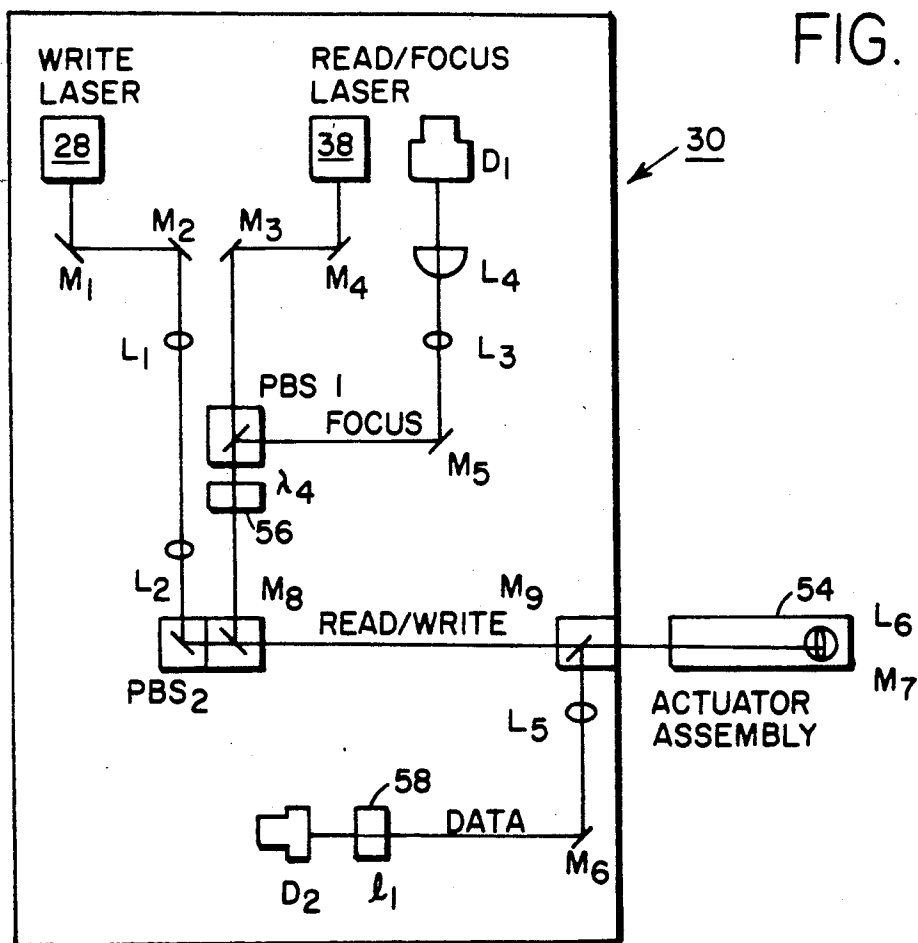 FIG.
WRITE
LASER
READ/FOCUS
LASER
28
38
D1
30
M2
M3
M1
M4
L4
L1
L3
PBS 1
FOCUS
M5
λ4
56
L2
M8
M9
54
READ/WRITE
L6
PBS2
M7
L5
ACTUATOR
ASSEMBLY
58
DATA
M6
D2
ℓ1